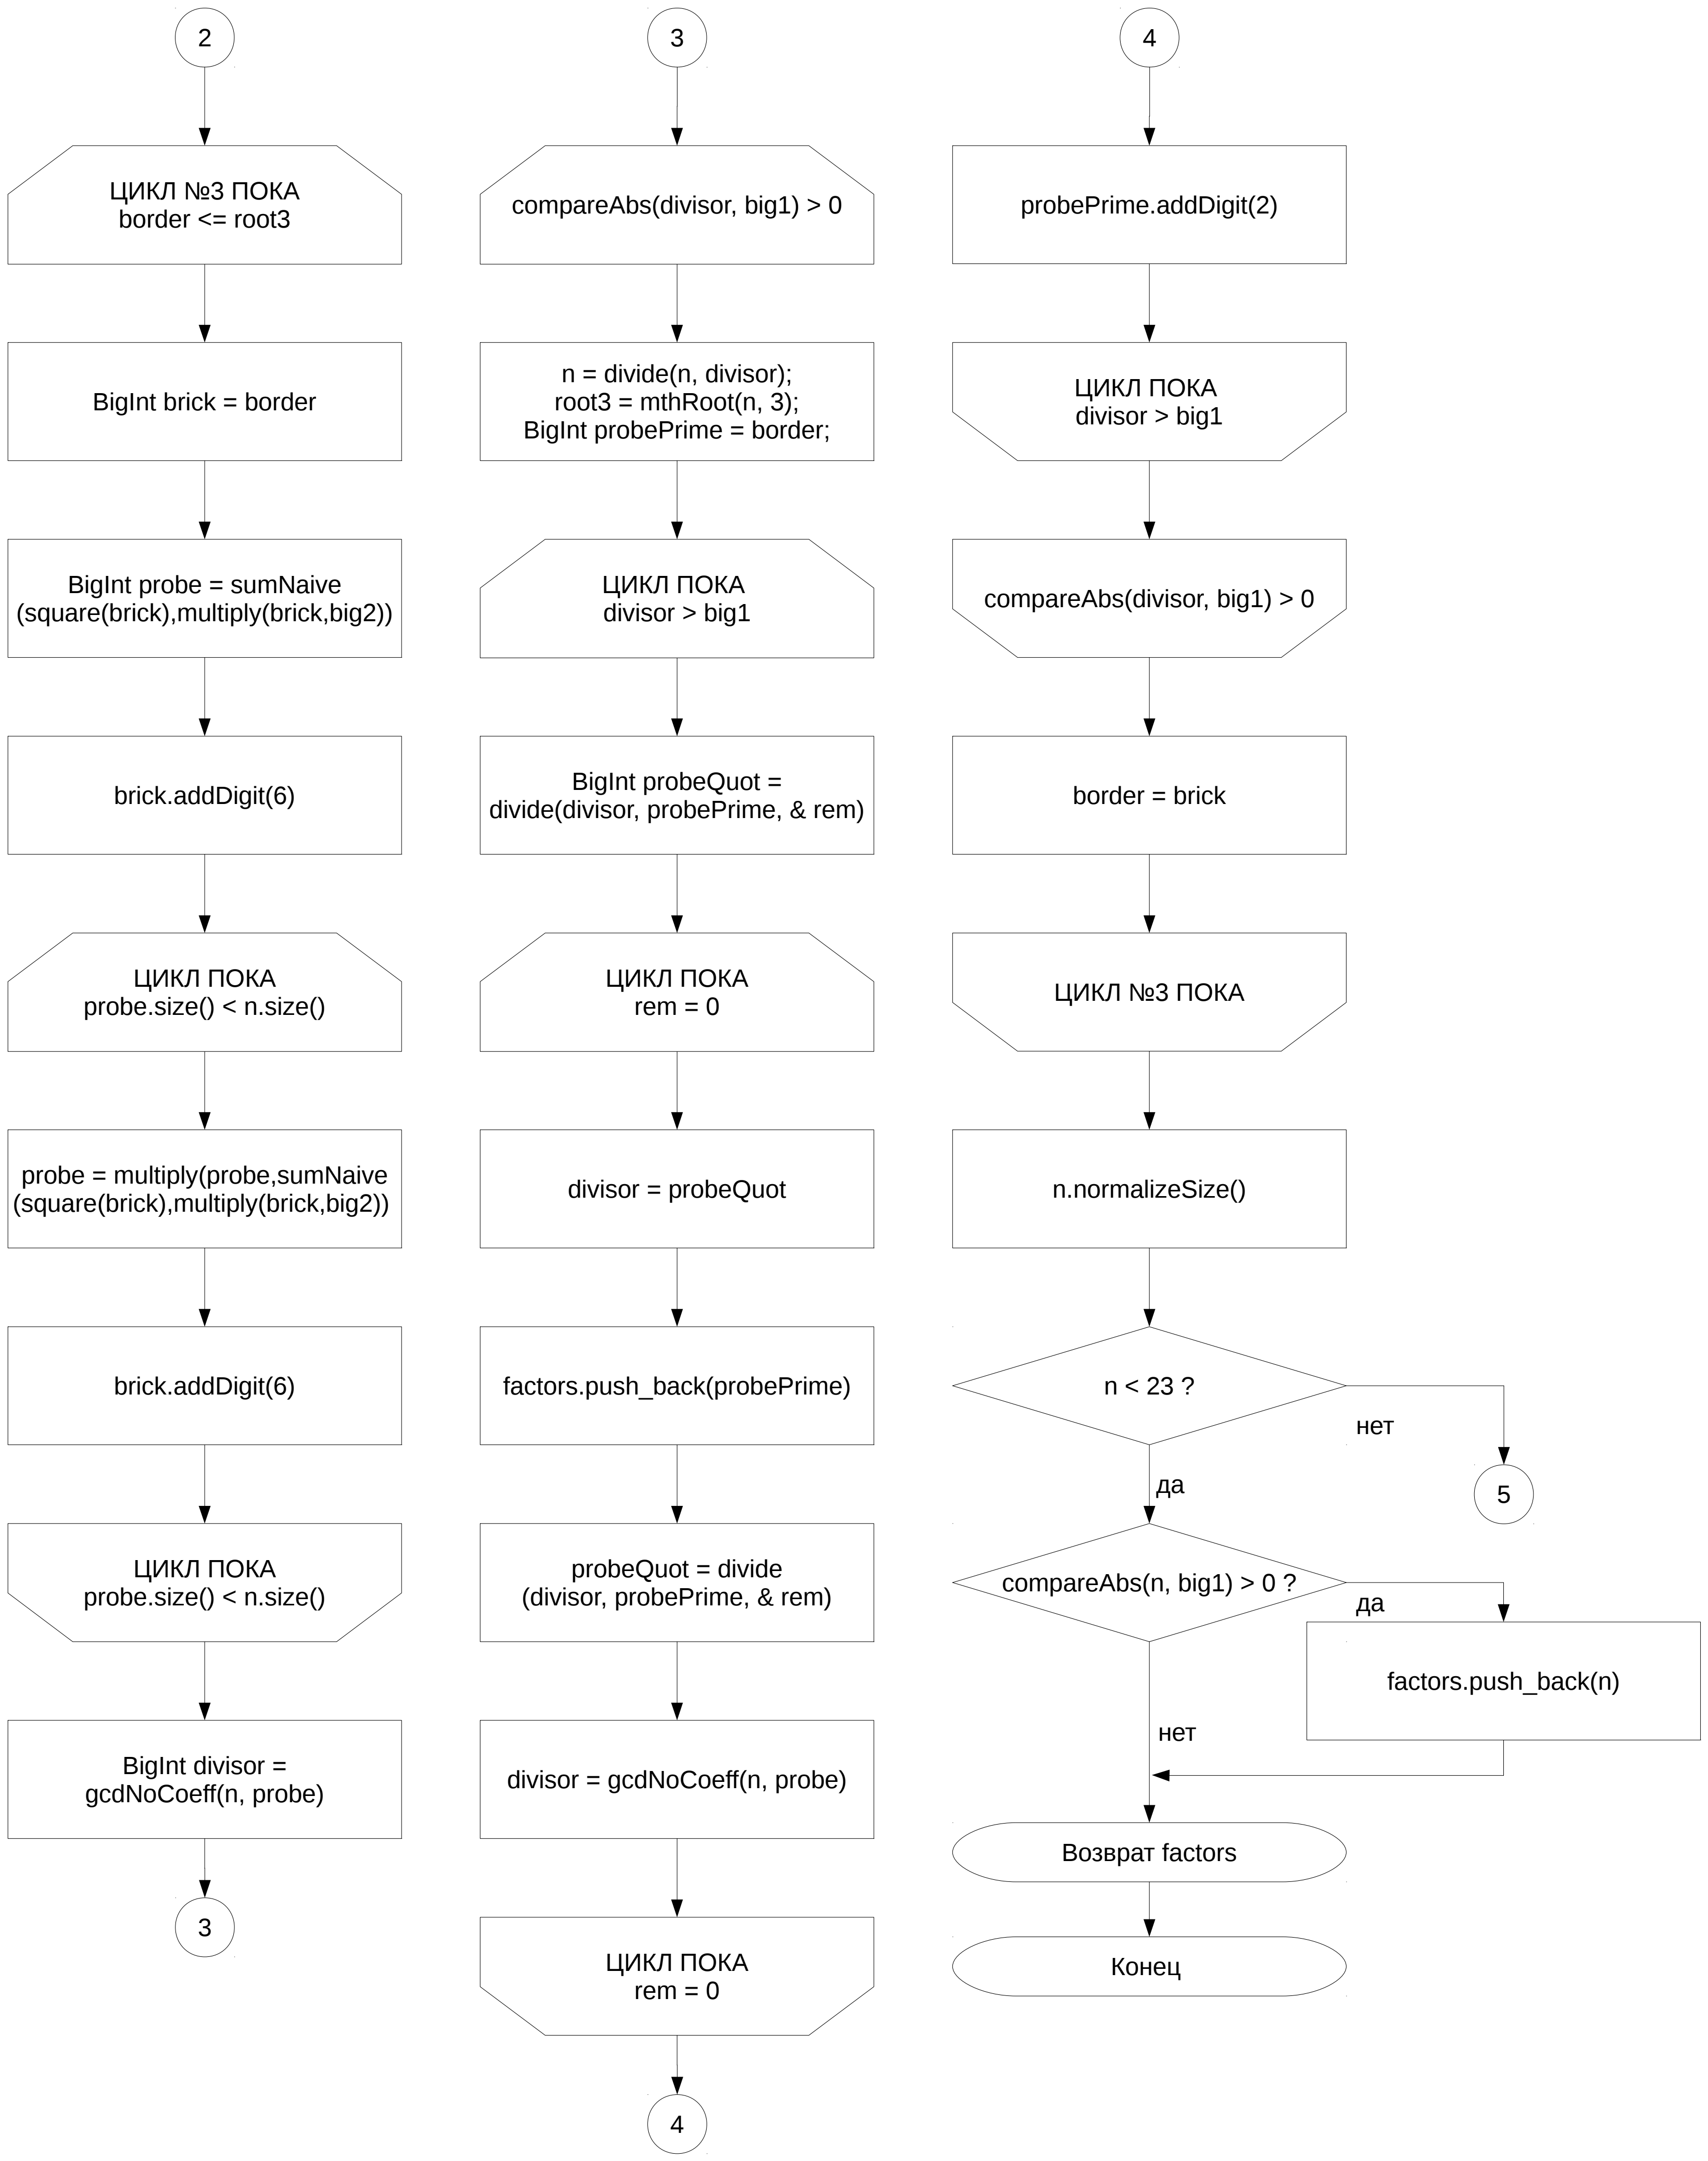 2
ЦИКЛ №3 ПОКА
border <= root3
BigInt brick = border
BigInt probe = sumNaive
(square(brick),multiply(brick,big2))
brick.addDigit(6)
ЦИКЛ ПОКА
probe.size() < n.size()
probe = multiply(probe,sumNaive
(square(brick),multiply(brick,big2))
brick.addDigit(6)
ЦИКЛ ПОКА
probe.size() < n.size()
BigInt divisor =
gcdNoCoeff(n, probe)
3
3
compareAbs(divisor, big1) > 0
n = divide(n, divisor);
root3 = mthRoot(n, 3);
BigInt probePrime = border;
ЦИКЛ ПОКА
divisor > big1
BigInt probeQuot =
divide(divisor, probePrime, & rem)
ЦИКЛ ПОКА
rem = 0
divisor = probeQuot
factors.push_back(probePrime)
probeQuot = divide
(divisor, probePrime, & rem)
divisor = gcdNoCoeff(n, probe)
ЦИКЛ ПОКА
rem = 0
4
4
probePrime.addDigit(2)
ЦИКЛ ПОКА
divisor > big1
compareAbs(divisor, big1) > 0
border = brick
ЦИКЛ №3 ПОКА
n.normalizeSize()
n < 23 ?
нет
5
да
compareAbs(n, big1) > 0 ?
да
factors.push_back(n)
нет
Возврат factors
Конец